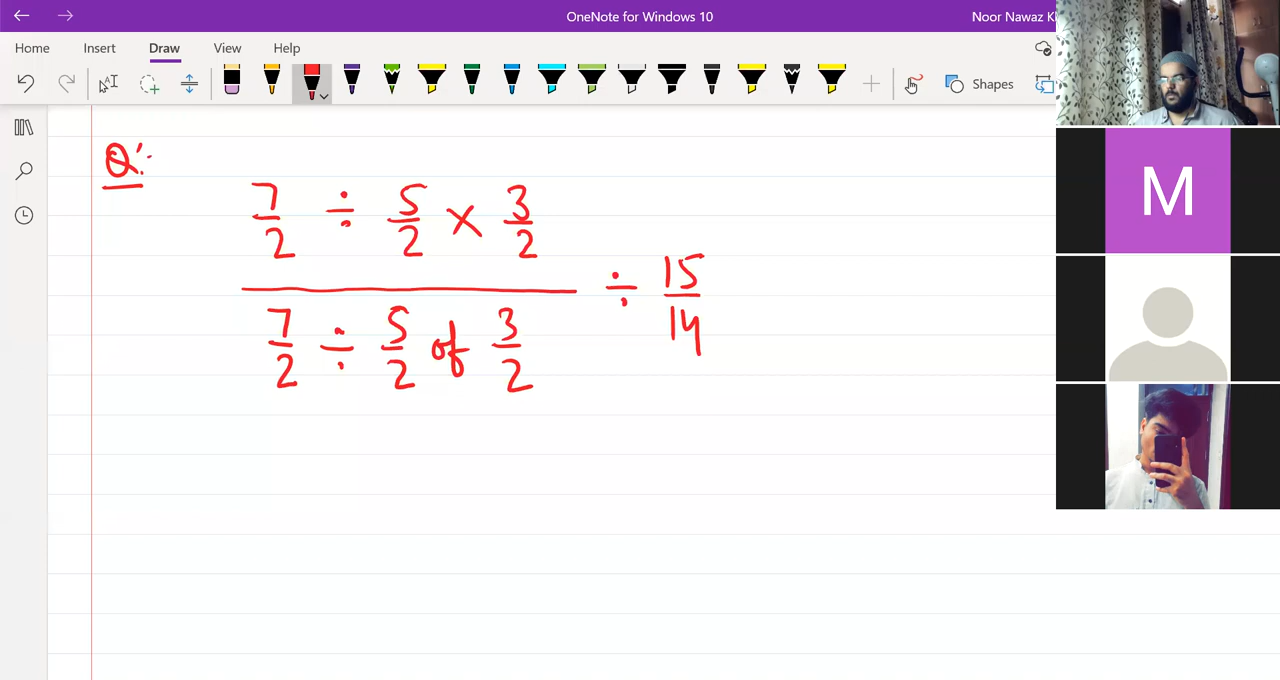 OneNote for Windows 10
Noor Nawaz Kh
Home Insert Draw View Help
Shapes
Q:
7/2 ÷ 5/2 × 3/2
÷ 15/14
7/2 ÷ 5/2 of 3/2
M